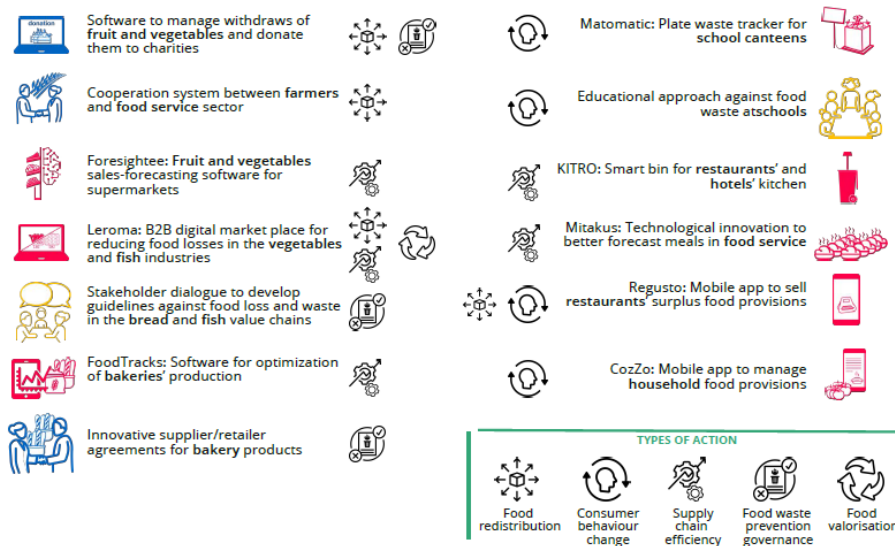 donation
Software to manage withdraws of
fruit and vegetables and donate
them to charities
Cooperation system between farmers
and food service sector
Foresightee: Fruit and vegetables
sales-forecasting software for
supermarkets
Leroma: B2B digital market place for
reducing food losses in the vegetables
and fish industries
Stakeholder dialogue to develop
guidelines against food loss and waste
in the bread and fish value chains
FoodTracks: Software for optimization
of bakeries' production
Innovative supplier/retailer
agreements for bakery products
Matomatic: Plate waste tracker for
school canteens
Educational approach against food
waste atschools
KITRO: Smart bin for restaurants' and
hotels' kitchen
Mitakus: Technological innovation to
better forecast meals in food service
Regusto: Mobile app to sell
restaurants' surplus food provisions
CozZo: Mobile app to manage
household food provisions
TYPES OF ACTION
Food
redistribution
Consumer
behaviour
change
Supply
chain
efficiency
Food waste
prevention
governance
Food
valorisation